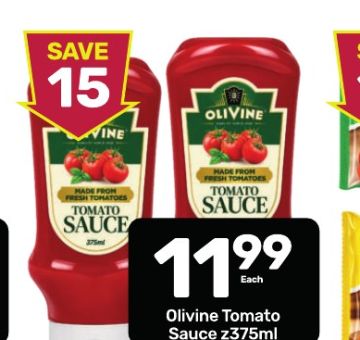 SAVE
15
OLIVINE
MADE FROM
FRESH TOMATOES
TOMATO
SAUCE
375ml
OLIVINE
MADE FROM
FRESH TOMATOES
TOMATO
SAUCE
11.99
Each
Olivine Tomato
Sauce z375ml